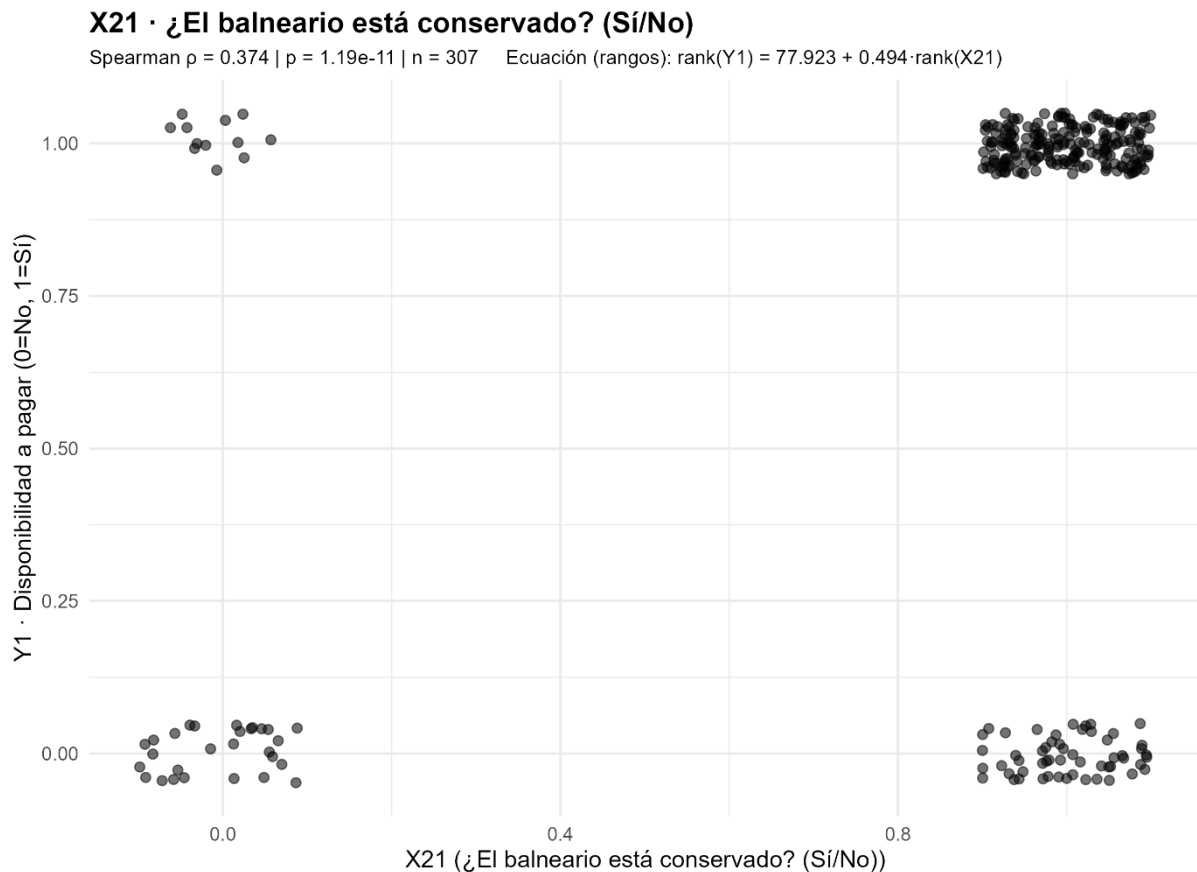 X21 · ¿El balneario está conservado? (Sí/No)
Spearman ρ = 0.374 | p = 1.19e-11 | n = 307 Ecuación (rangos): rank(Y1) = 77.923 + 0.494·rank(X21)
Y1 · Disponibilidad a pagar (0=No, 1=Sí)
1.00
0.75
0.50
0.25
0.00
0.0 0.4 0.8
X21 (¿El balneario está conservado? (Sí/No))